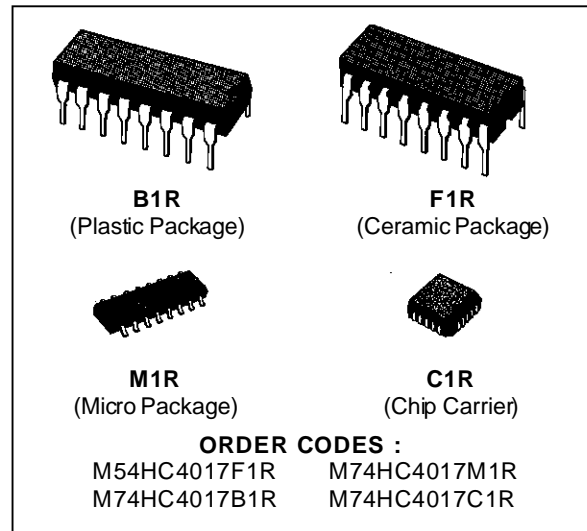 B1R
(Plastic Package)
F1R
(Ceramic Package)
M1R
(Micro Package)
C1R
(Chip Carrier)
ORDER CODES :
M54HC4017F1R M74HC4017M1R
M74HC4017B1R M74HC4017C1R